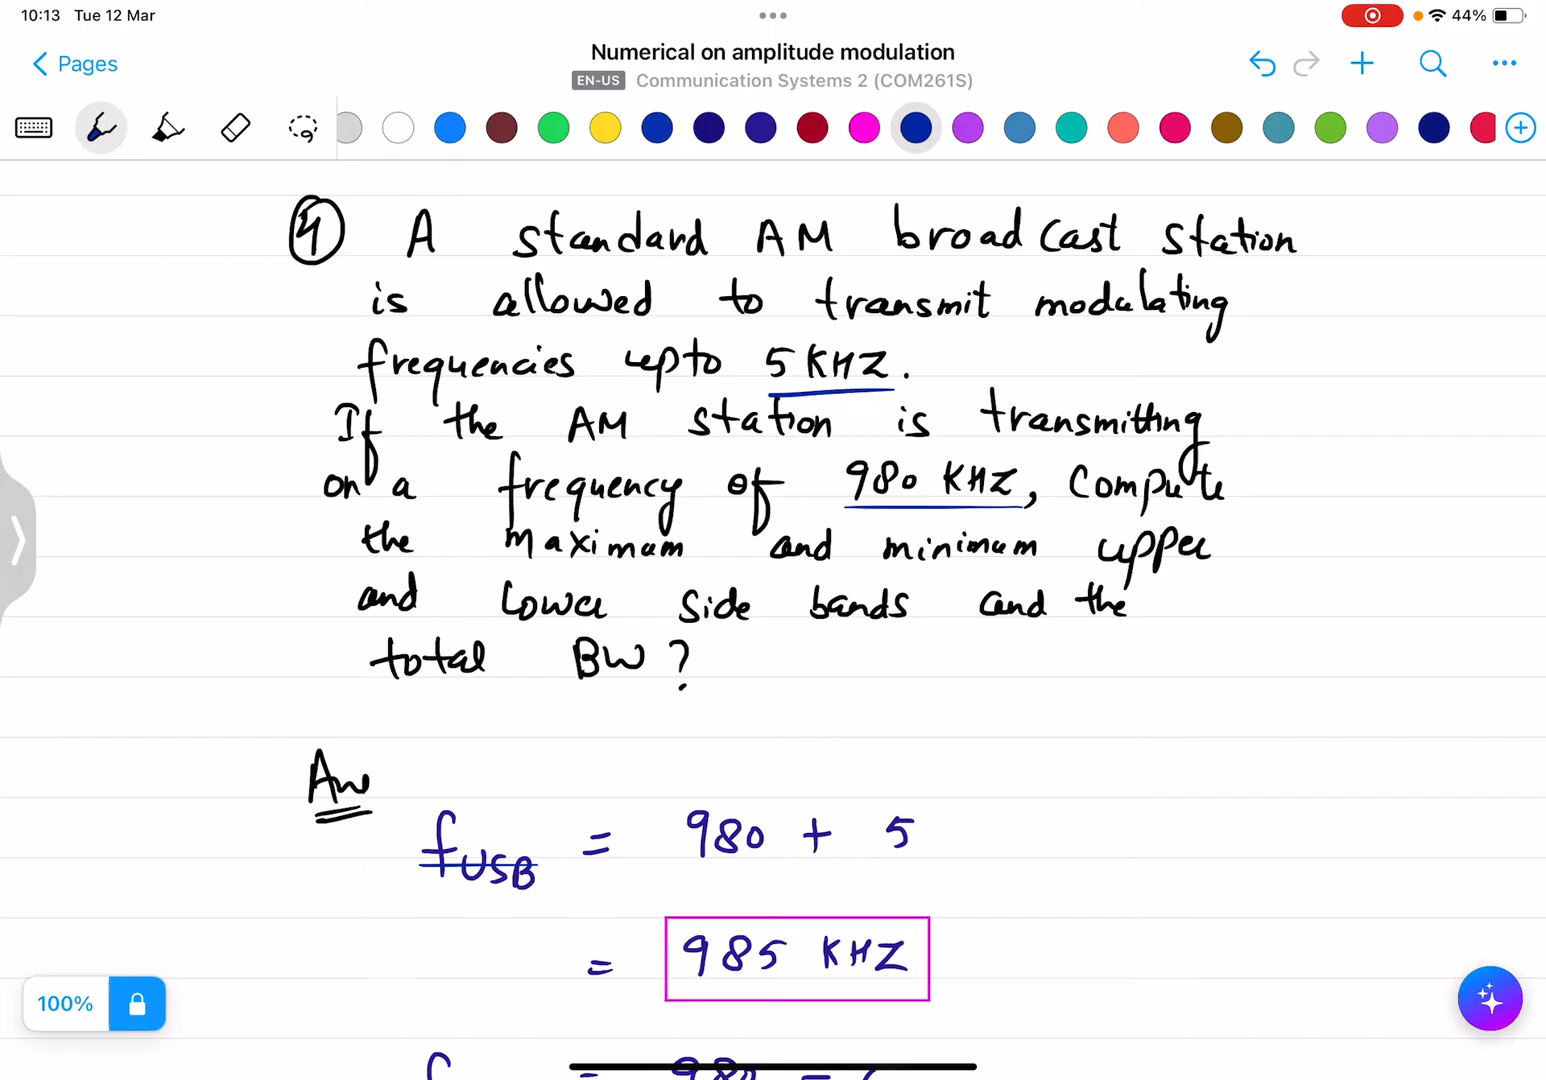 10:13 Tue 12 Mar
44%
Pages
Numerical on amplitude modulation
EN-US Communication Systems 2 (COM261S)
4 A standard AM broadcast station
is allowed to transmit modulating
frequencies upto 5 KHZ.
If the AM station is transmitting
on a frequency of 980 KHZ, compute
the maximum and minimum upper
and lower side bands and the
total BW?
An
fUSB = 980 + 5
= 985 KHZ
100%
= 980 -